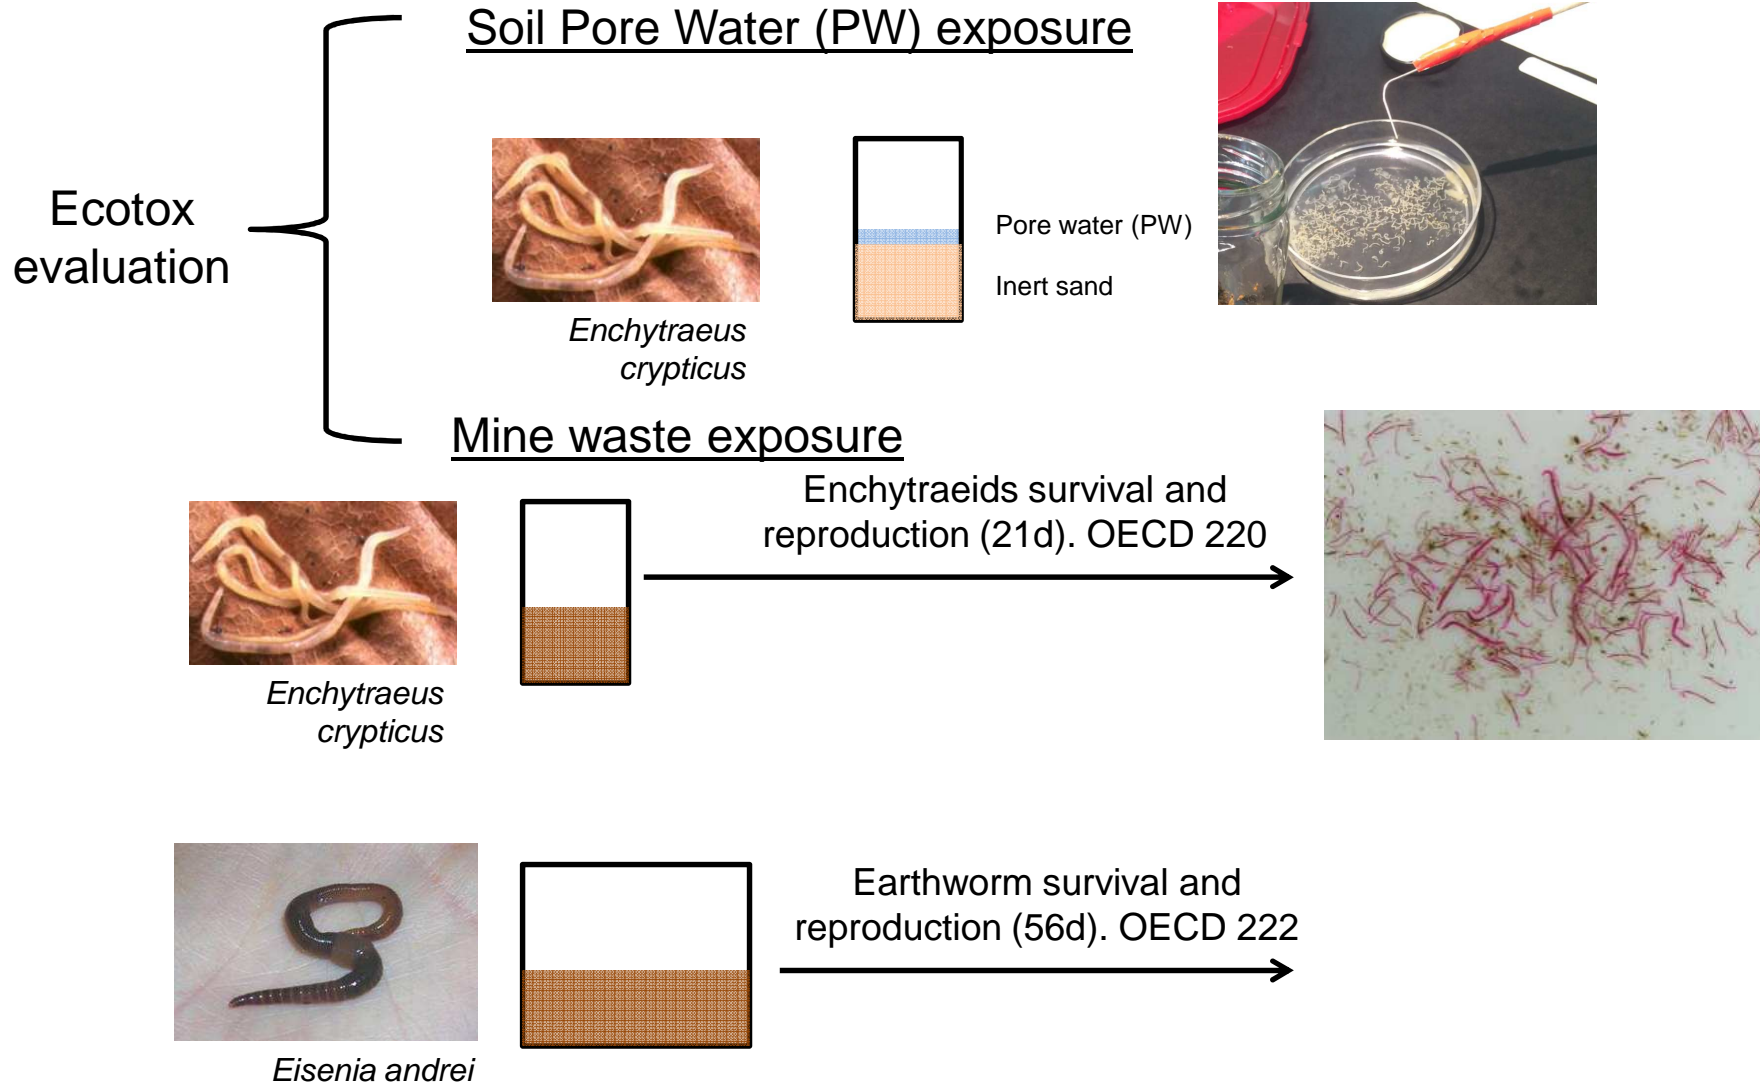 Soil Pore Water (PW) exposure
Ecotox
evaluation
Pore water (PW)
Inert sand
Enchytraeus
crypticus
Mine waste exposure
Enchytraeids survival and
reproduction (21d). OECD 220
Enchytraeus
crypticus
Earthworm survival and
reproduction (56d). OECD 222
Eisenia andrei